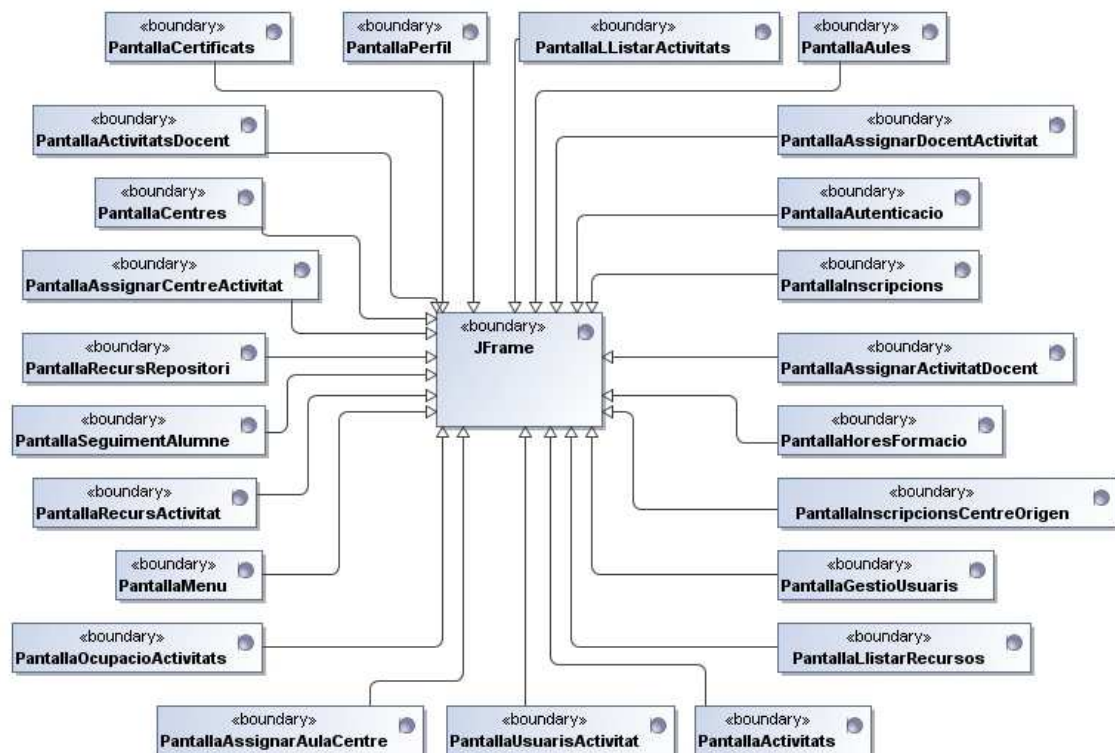 «boundary»
PantallaCertificats
«boundary»
PantallaPerfil
«boundary»
PantallaLListarActivitats
«boundary»
PantallaAules
«boundary»
PantallaActivitatsDocent
«boundary»
PantallaAssignarDocentActivitat
«boundary»
PantallaCentres
«boundary»
PantallaAutenticacio
«boundary»
PantallaAssignarCentreActivitat
«boundary»
PantallaInscripcions
«boundary»
JFrame
«boundary»
PantallaRecursRepositori
«boundary»
PantallaAssignarActivitatDocent
«boundary»
PantallaSeguimentAlumne
«boundary»
PantallaHoresFormacio
«boundary»
PantallaRecursActivitat
«boundary»
PantallaInscripcionsCentreOrigen
«boundary»
PantallaMenu
«boundary»
PantallaGestioUsuaris
«boundary»
PantallaOcupacioActivitats
«boundary»
PantallaLlistarRecursos
«boundary»
PantallaAssignarAulaCentre
«boundary»
PantallaUsuarisActivitat
«boundary»
PantallaActivitats